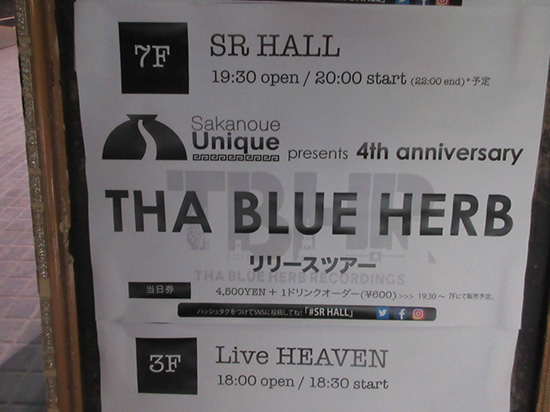 7F
SR HALL
19:30 open / 20:00 start (22:00 end)*予定
Sakanoue
Unique presents 4th anniversary
TBHR
THA BLUE HERB
リリースツアー
THA BLUE HERB RECORDINGS
当日券
4,500YEN + 1ドリンクオーダー(¥600) >>> 19:30 ~ 7Fにて販売予定。
ハッシュタグをつけてSNSに投稿してね!「#SR HALL」
3F
Live HEAVEN
18:00 open / 18:30 start